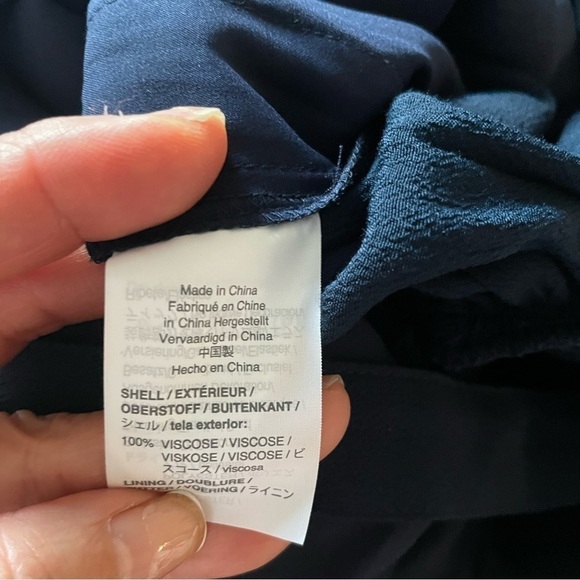 Made in China
Fabriqué en Chine
in China Hergestellt
Vervaardigd in China
中国製
Hecho en China
SHELL / EXTÉRIEUR /
OBERSTOFF / BUITENKANT /
シェル / tela exterior:
100% VISCOSE / VISCOSE /
VISKOSE / VISCOSE / ビ
スコース / viscosa
LINING / DOUBLURE /
VOERING / ライニン